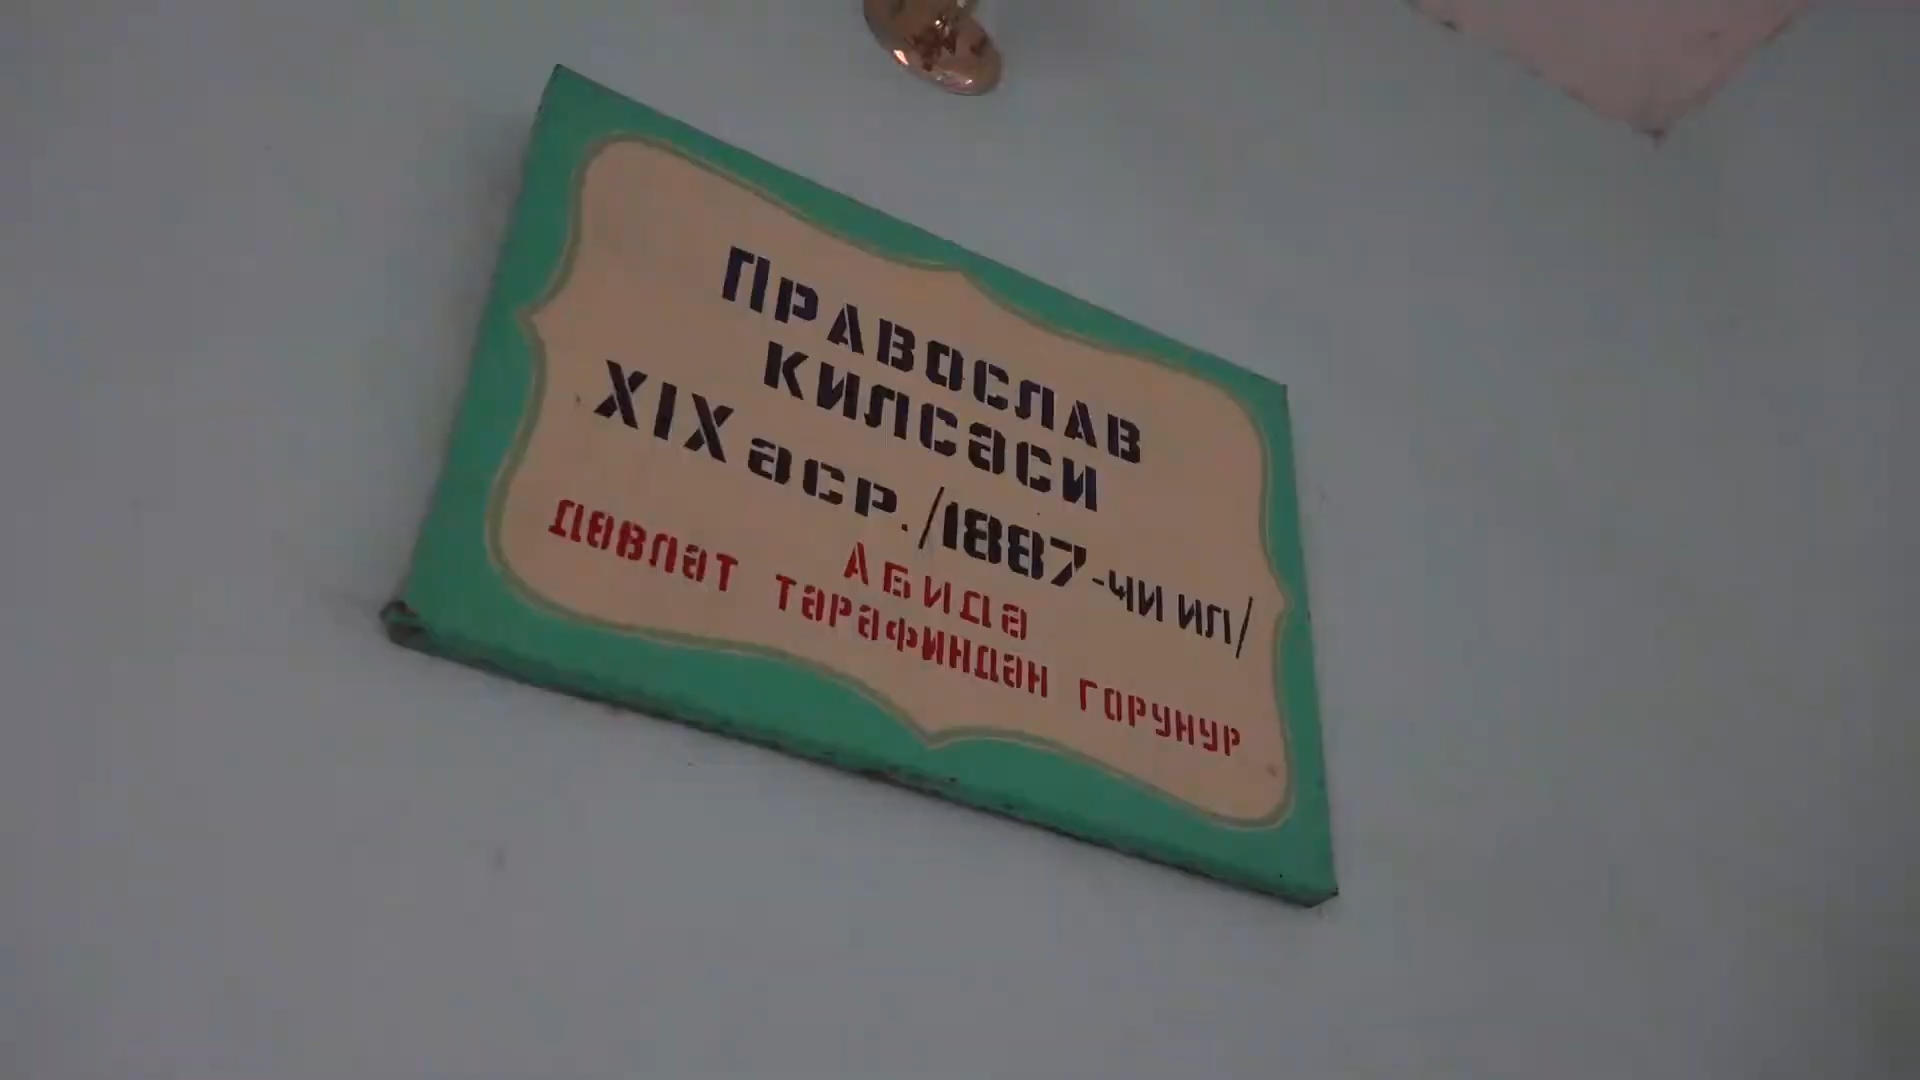 Православ
килсәси
XIX әср. /1887-чи ил/
Абидә
дөвләт тәрәфиндән горунур